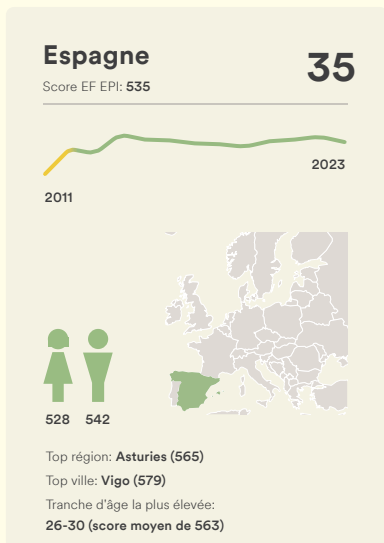 Espagne
35
Score EF EPI: 535
2023
2011
528 542
Top région: Asturies (565)
Top ville: Vigo (579)
Tranche d'âge la plus élevée:
26-30 (score moyen de 563)